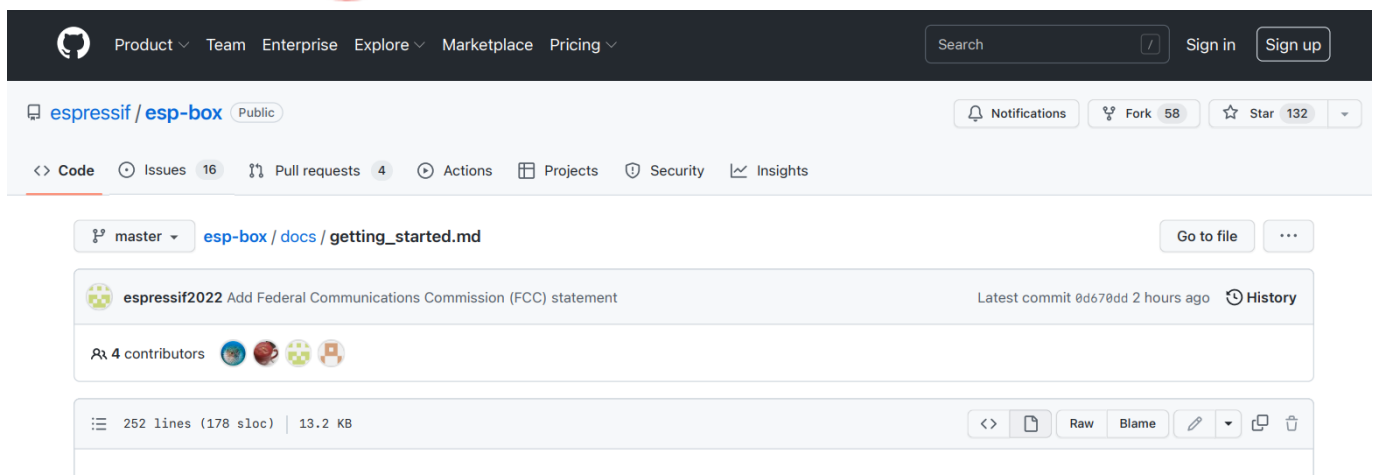 Product Team Enterprise Explore Marketplace Pricing Search / Sign in Sign up
espressif / esp-box Public Notifications Fork 58 Star 132
<> Code Issues 16 Pull requests 4 Actions Projects Security Insights
master esp-box / docs / getting_started.md Go to file ...
espressif2022 Add Federal Communications Commission (FCC) statement Latest commit 0d670dd 2 hours ago History
4 contributors
252 lines (178 sloc) | 13.2 KB <> Raw Blame